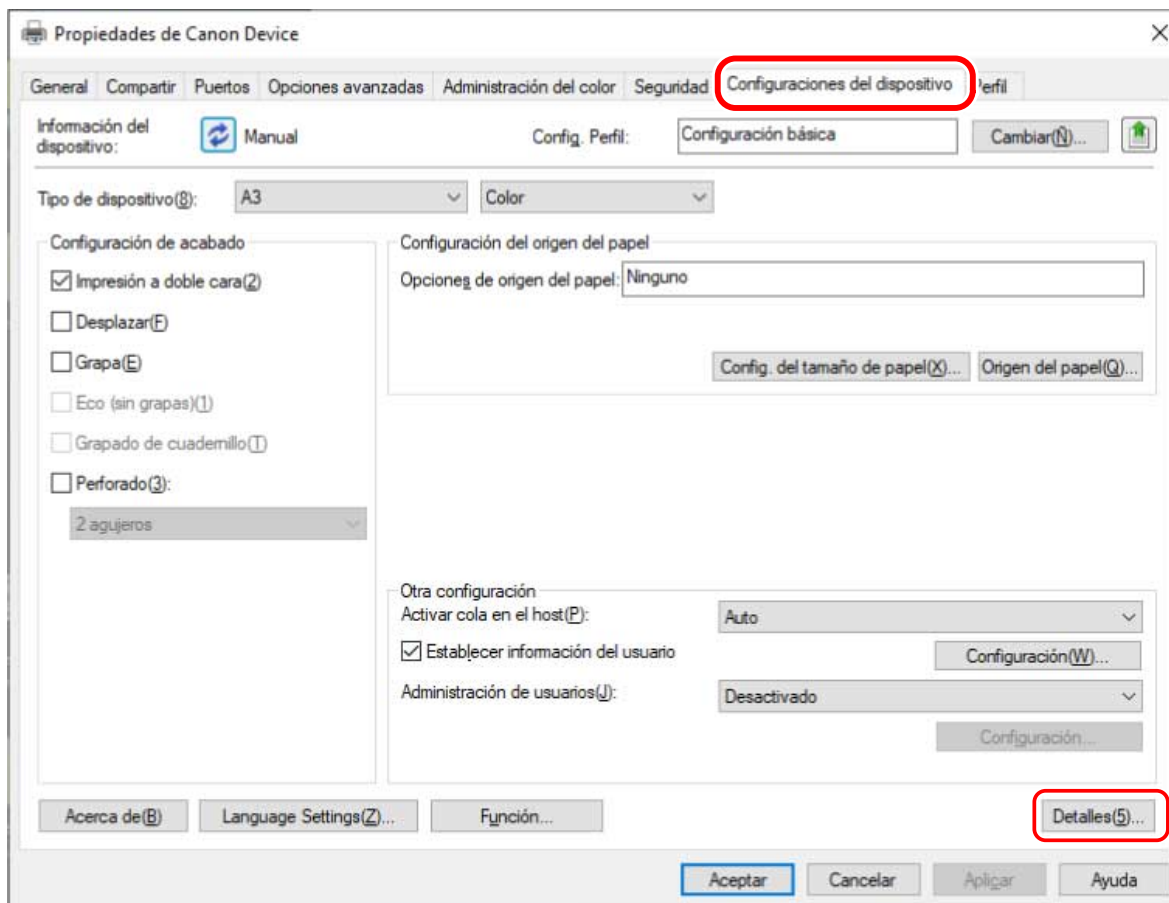 Propiedades de Canon Device
General Compartir Puertos Opciones avanzadas Administración del color Seguridad Configuraciones del dispositivo Perfil
Información del
dispositivo:
Manual
Config. Perfil:
Configuración básica
Cambiar(Ñ)...
Tipo de dispositivo(8):
A3
Color
Configuración de acabado
Impresión a doble cara(2)
Desplazar(F)
Grapa(E)
Eco (sin grapas)(1)
Grapado de cuadernillo(T)
Perforado(3):
2 agujeros
Configuración del origen del papel
Opciones de origen del papel: Ninguno
Config. del tamaño de papel(X)... Origen del papel(Q)...
Otra configuración
Activar cola en el host(P):
Auto
Establecer información del usuario
Configuración(W)...
Administración de usuarios(J):
Desactivado
Configuración...
Acerca de(B) Language Settings(Z)... Función... Detalles(5)...
Aceptar Cancelar Aplicar Ayuda